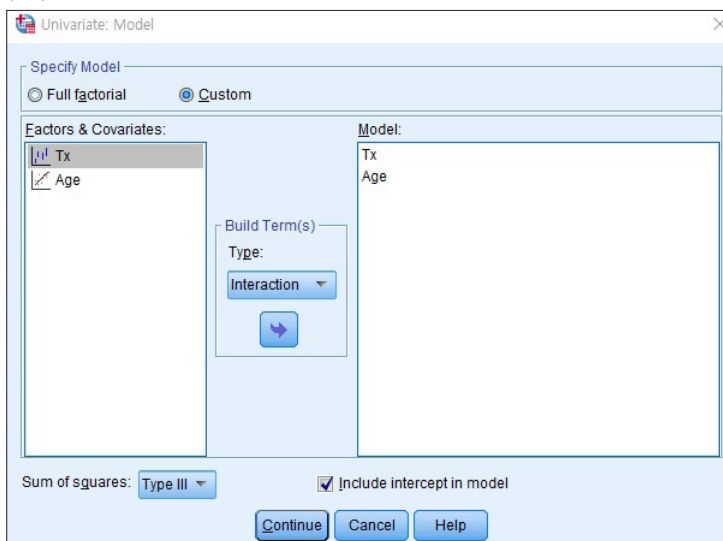 Univariate: Model
Specify Model
Full factorial
Custom
Factors & Covariates:
Tx
Age
Build Term(s)
Type:
Interaction
Model:
Tx
Age
Sum of squares: Type III
Include intercept in model
Continue Cancel Help